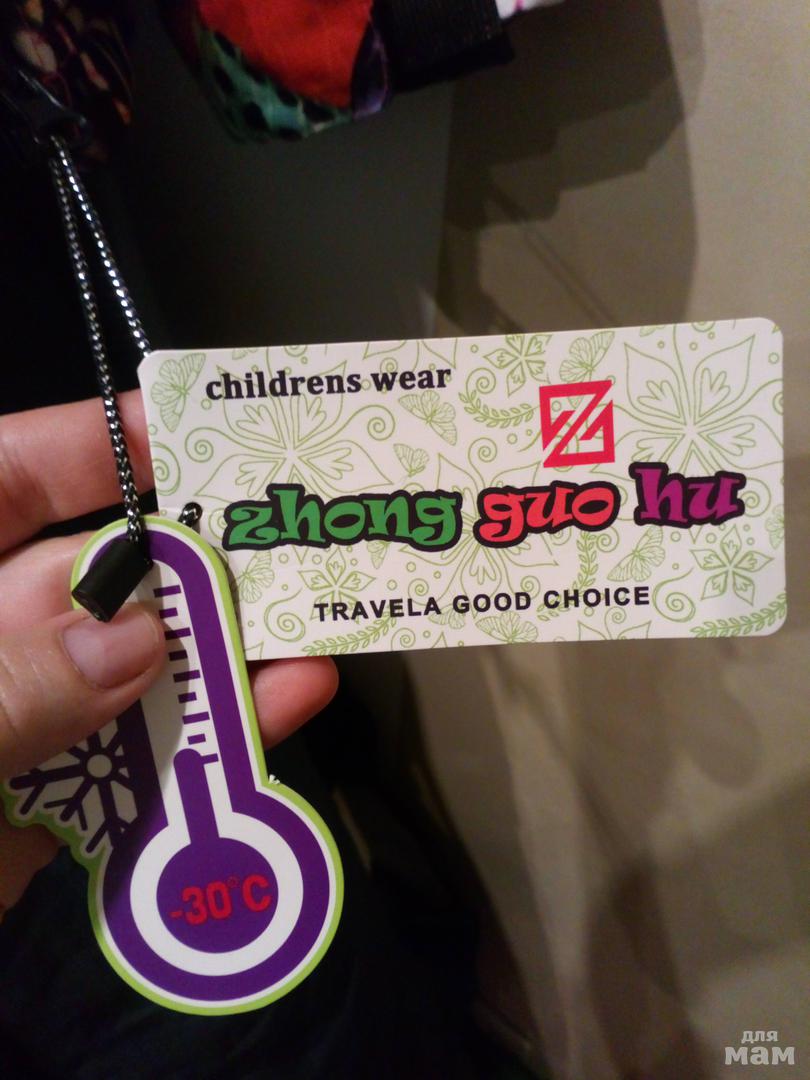 childrens wear
zhong guo hu
TRAVELA GOOD CHOICE
-30°C
для
мам